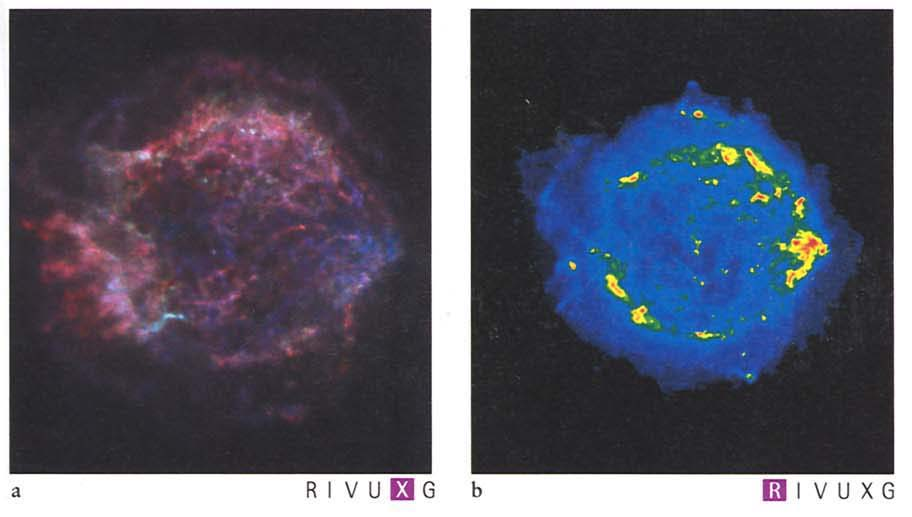 a R I V U X G
b R I V U X G